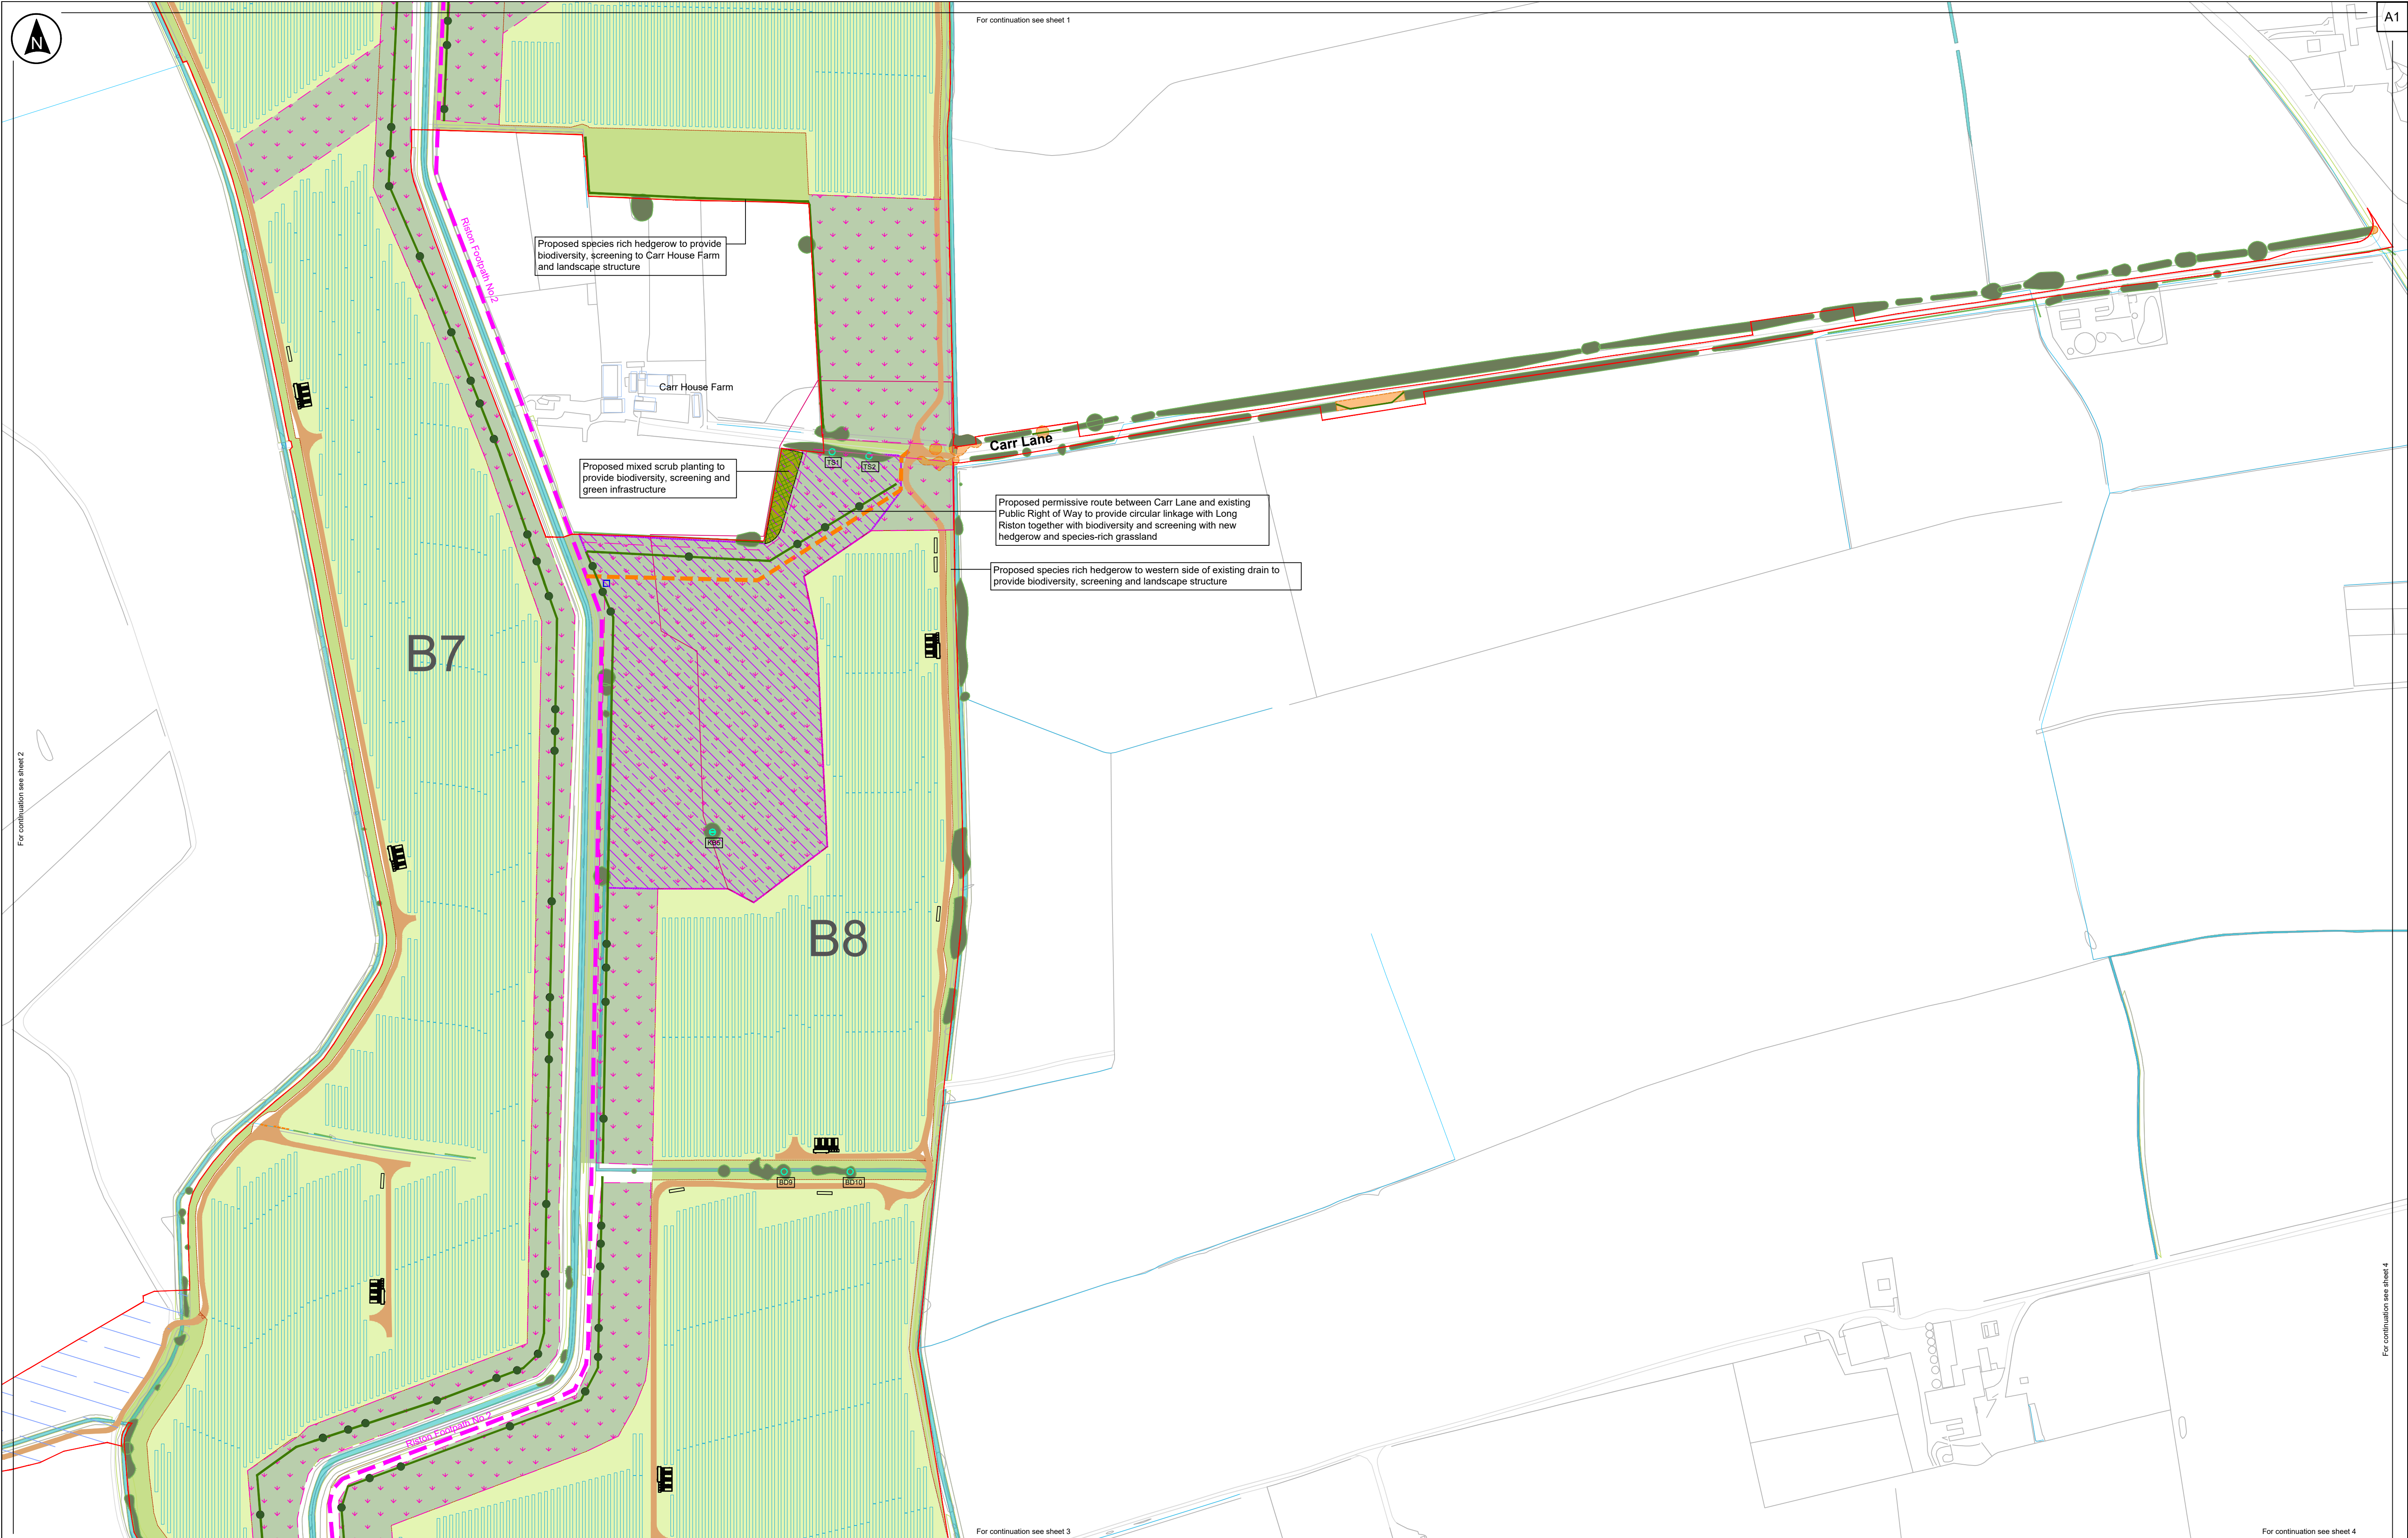 For continuation see sheet 1
A1
N
Riston Footpath No.2
Proposed species rich hedgerow to provide
biodiversity, screening to Carr House Farm
and landscape structure
Carr House Farm
Carr Lane
TS1
TS2
Proposed mixed scrub planting to
provide biodiversity, screening and
green infrastructure
Proposed permissive route between Carr Lane and existing
Public Right of Way to provide circular linkage with Long
Riston together with biodiversity and screening with new
hedgerow and species-rich grassland
Proposed species rich hedgerow to western side of existing drain to
provide biodiversity, screening and landscape structure
B7
For continuation see sheet 2
B8
BD9
BD10
For continuation see sheet 4
Riston Footpath No.2
For continuation see sheet 3
For continuation see sheet 4